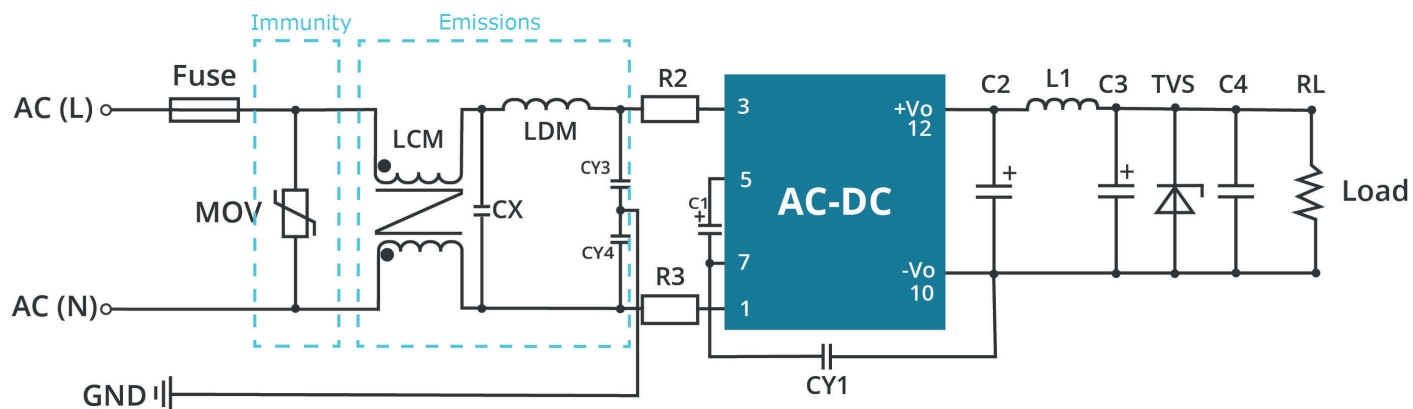 Immunity
Emissions
Fuse
AC (L)
LCM
LDM
R2
CY3
MOV
CX
CY4
R3
AC (N)
GND
3
5
7
1
C1
+
AC-DC
+Vo
12
-Vo
10
CY1
C2
+
L1
C3
+
TVS
C4
RL
Load